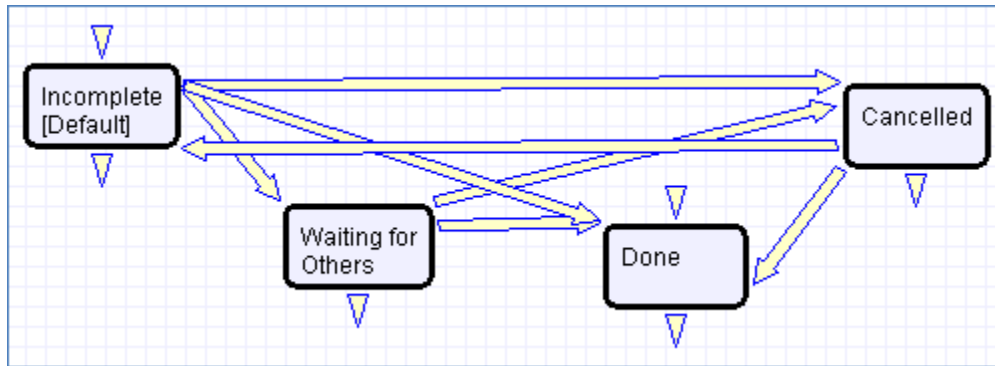 Incomplete
[Default]
Cancelled
Waiting for
Others
Done